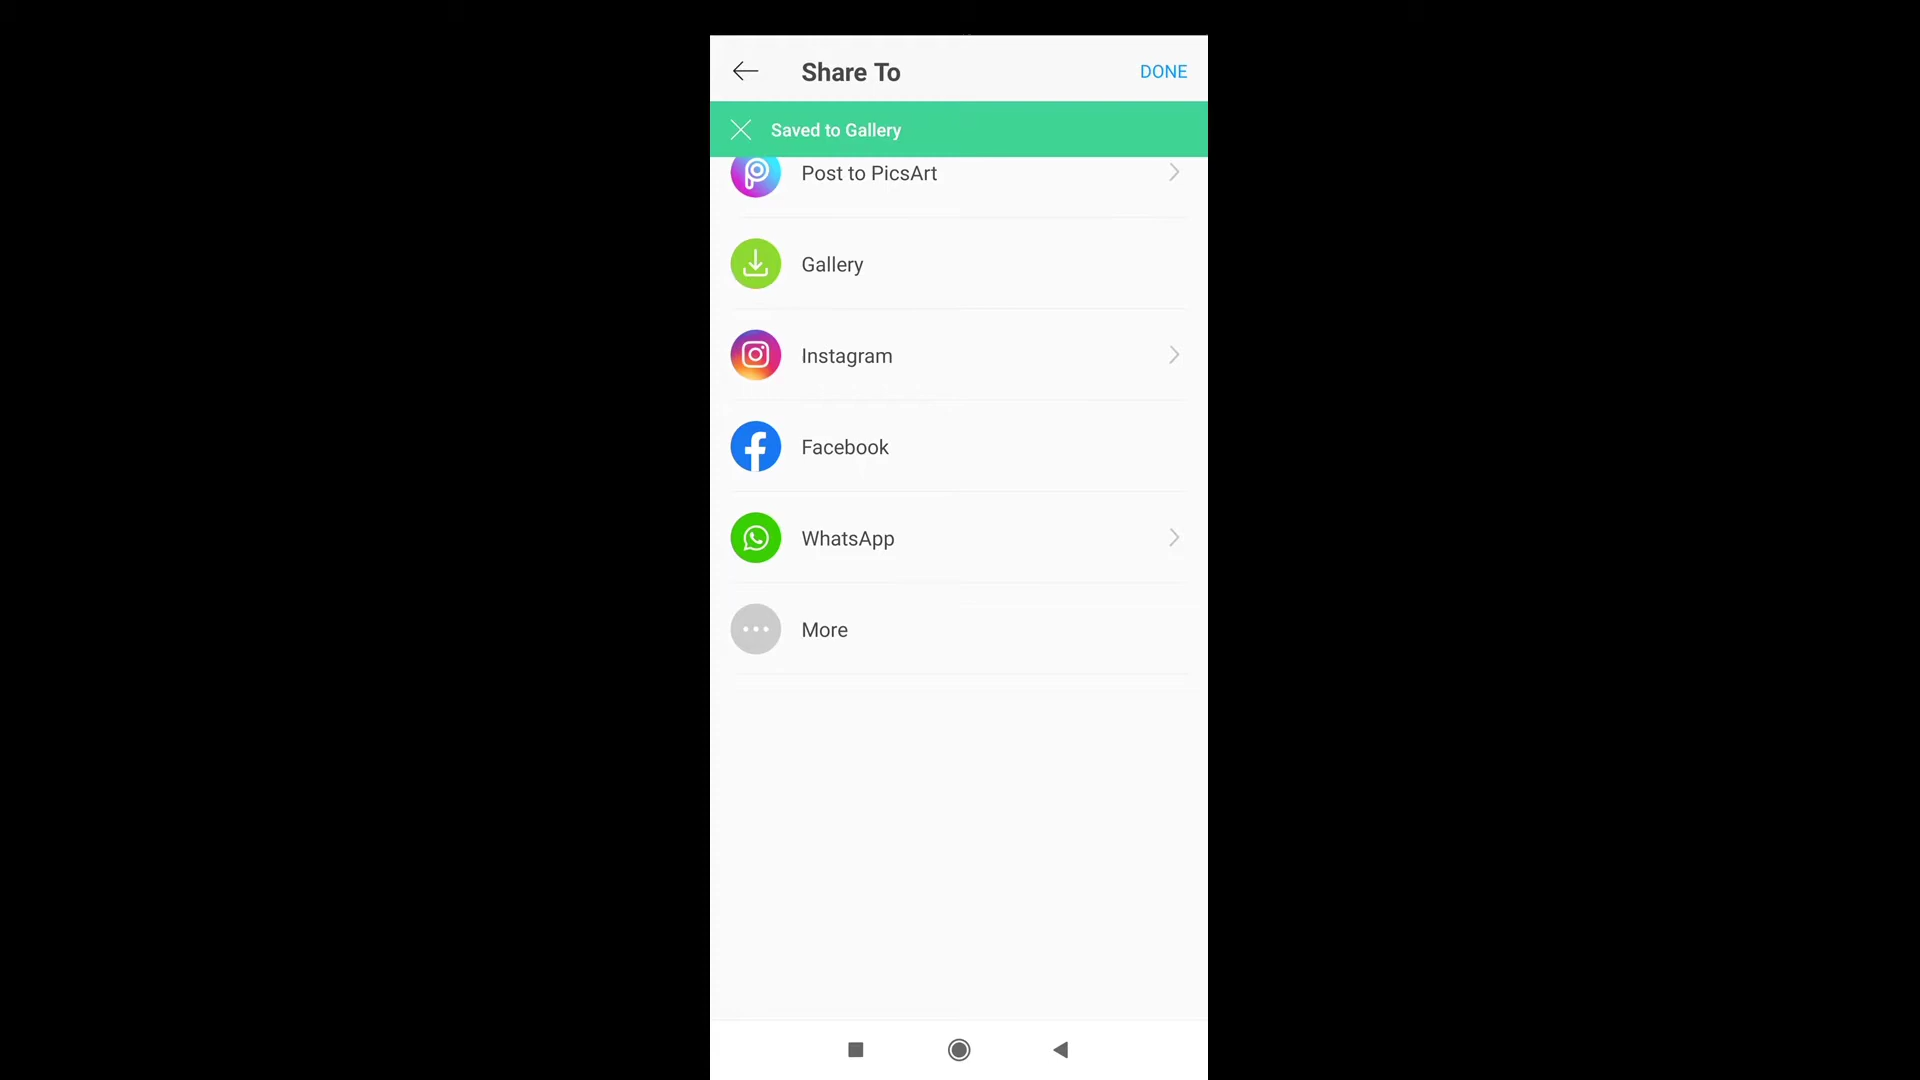 Share To
DONE
Saved to Gallery
Post to PicsArt
Gallery
Instagram
Facebook
WhatsApp
More